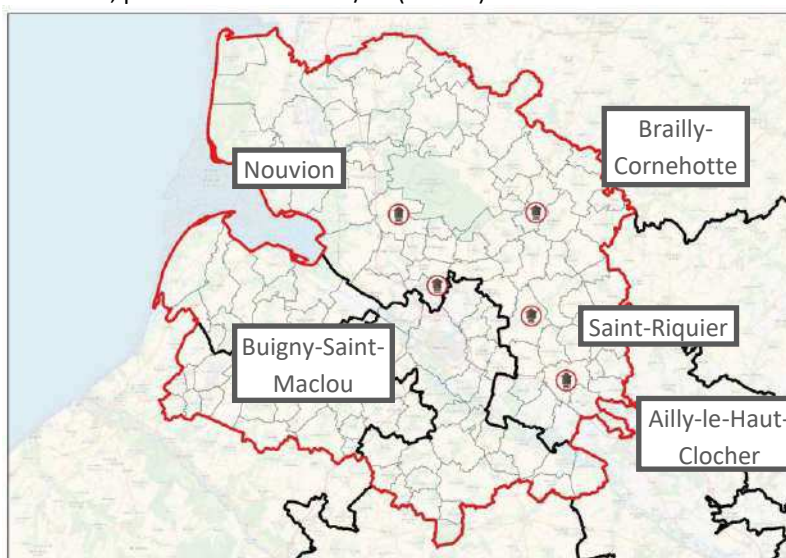 Brailly-
Cornehotte
Nouvion
Saint-Riquier
Buigny-Saint-
Maclou
Ailly-le-Haut-
Clocher